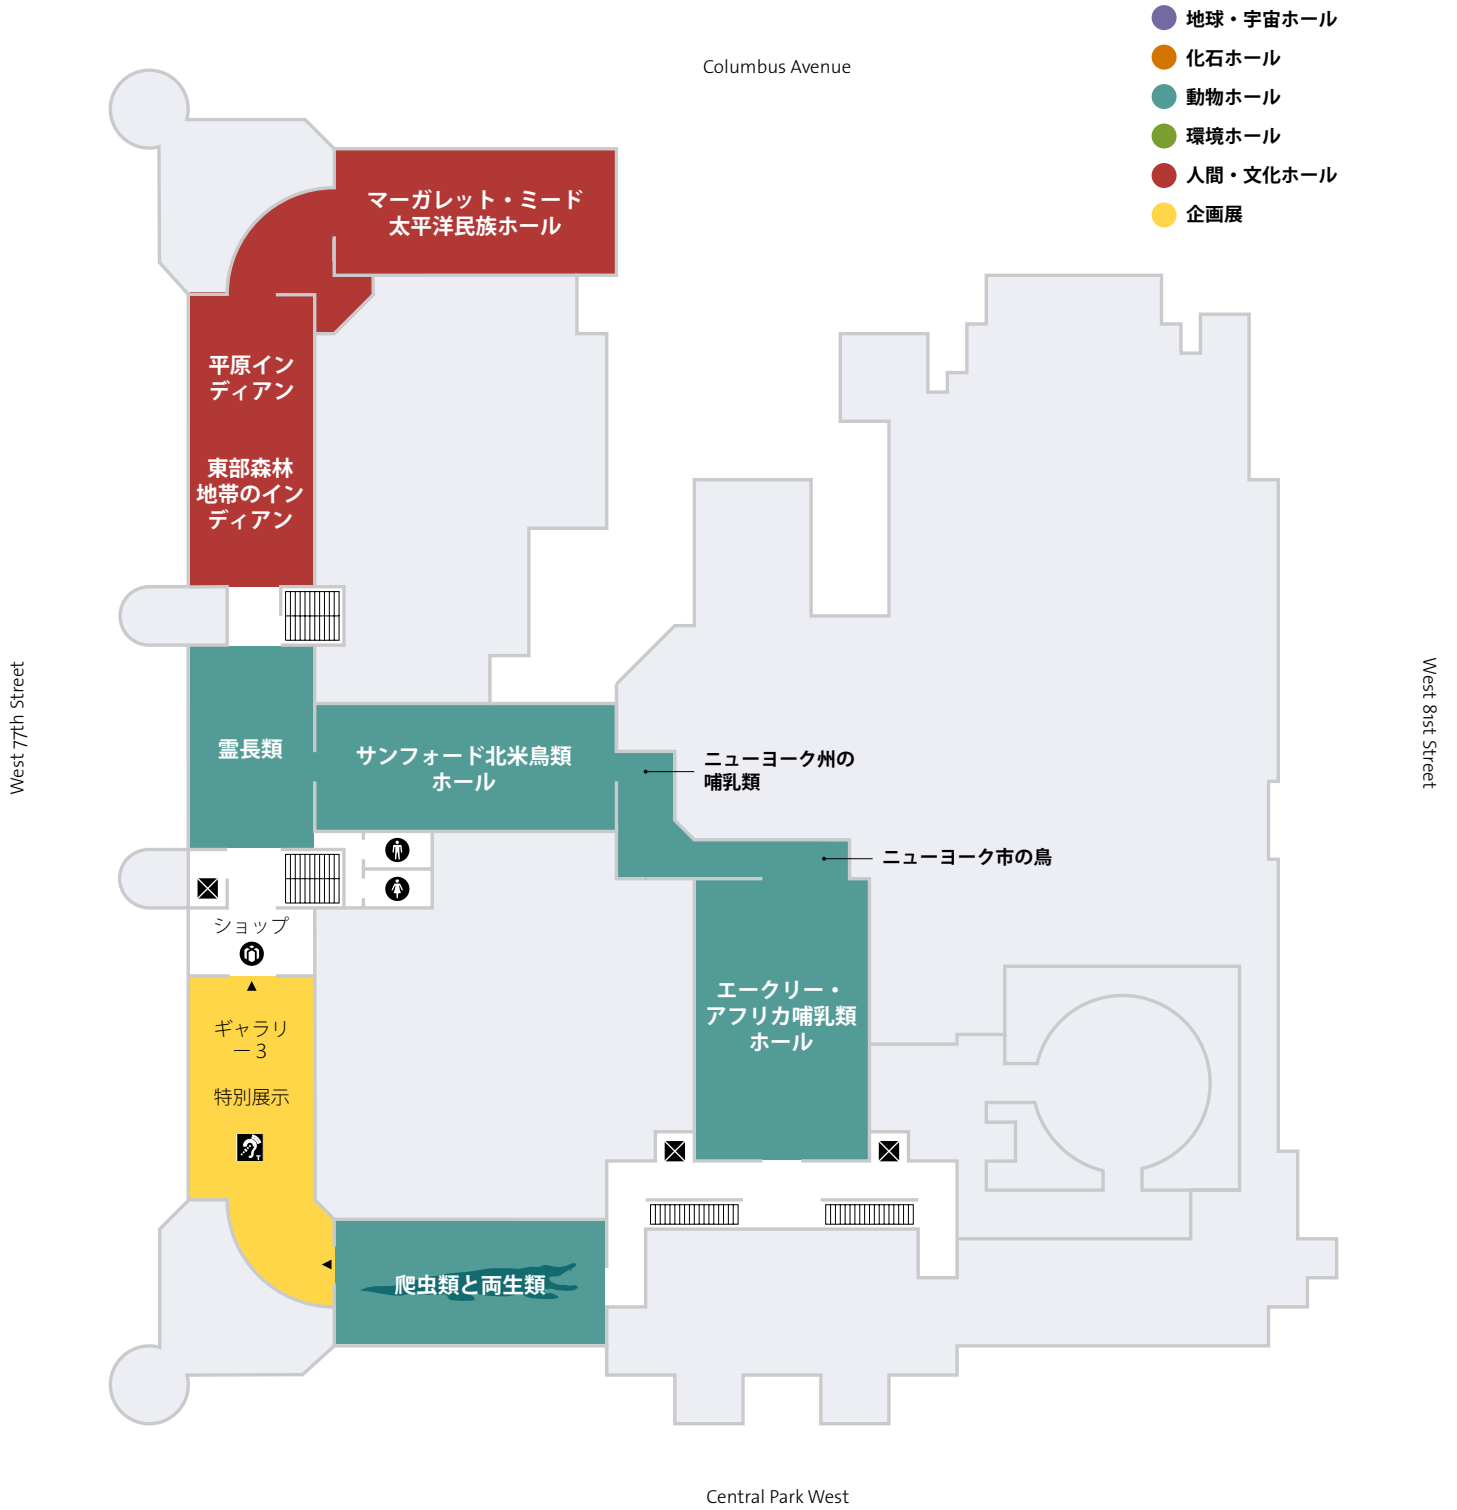 地球・宇宙ホール
化石ホール
動物ホール
環境ホール
人間・文化ホール
企画展
Columbus Avenue
マーガレット・ミード
太平洋民族ホール
平原イン
ディアン
東部森林
地帯のイン
ディアン
West 77th Street
West 81st Street
霊長類
サンフォード北米鳥類
ホール
ニューヨーク州の
哺乳類
ニューヨーク市の鳥
ショップ
エークリー・
アフリカ哺乳類
ホール
ギャラリ
ー 3
特別展示
T
爬虫類と両生類
Central Park West